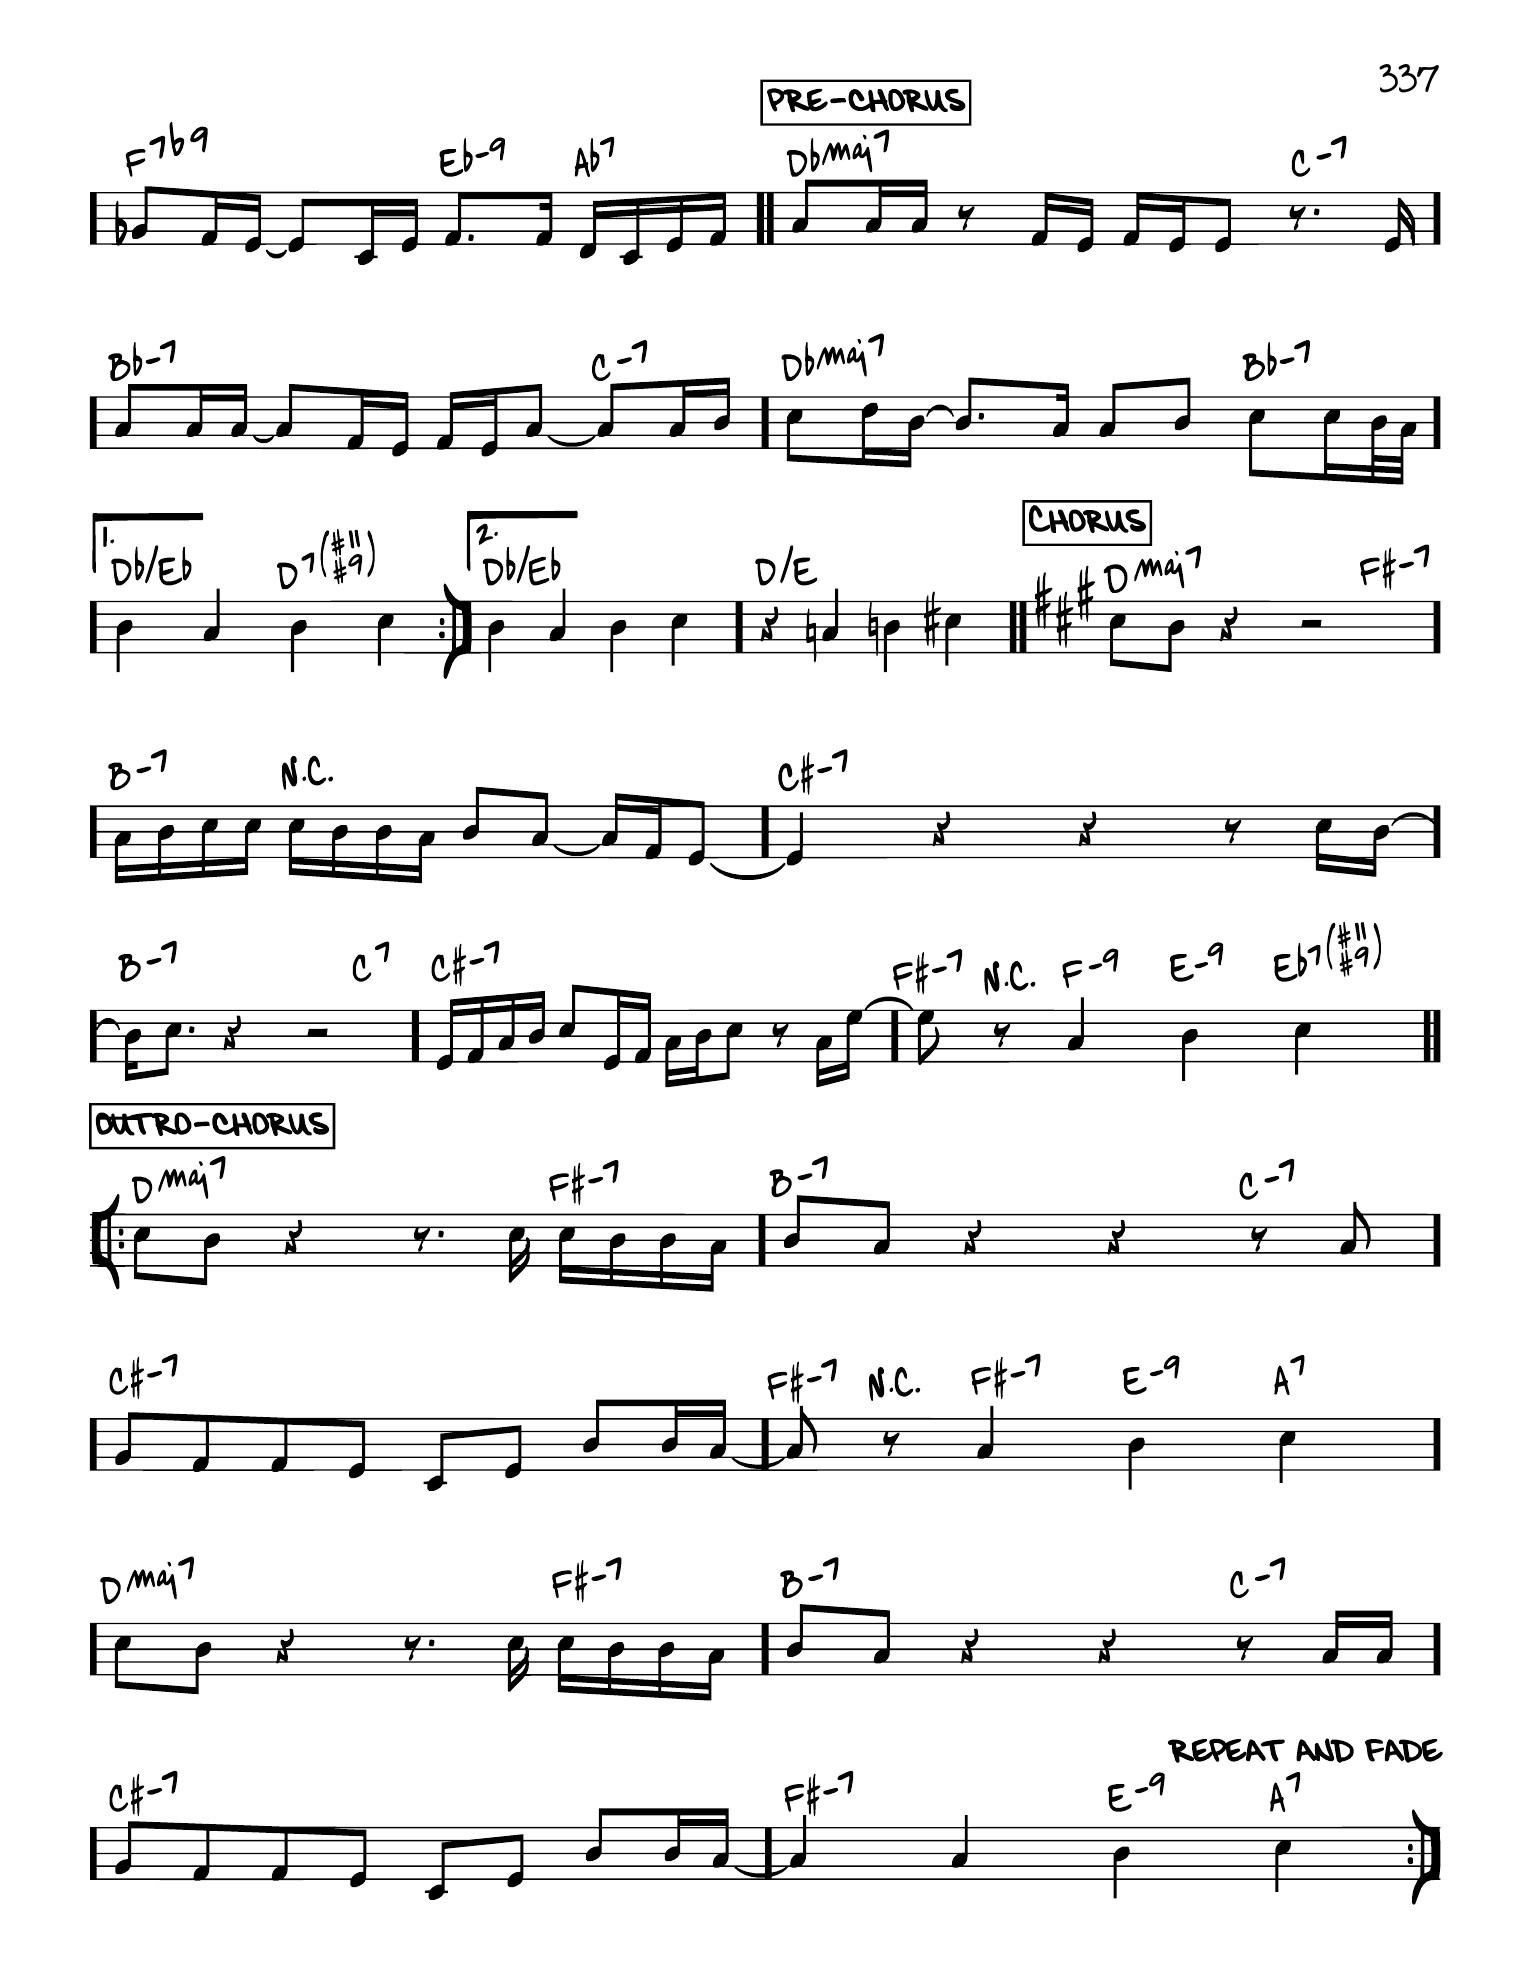 337
PRE-CHORUS
F7b9 Eb-9 Ab7 Dbmaj7 C-7
Bb-7 C-7 Dbmaj7 Bb-7
1. 2. CHORUS
Db/Eb D7(#11 #9) Db/Eb D/E Dmaj7 F#-7
B-7 N.C. C#-7
B-7 C7 C#-7 F#-7 N.C. F-9 E-9 Eb7(#11 #9)
OUTRO-CHORUS
Dmaj7 F#-7 B-7 C-7
C#-7 F#-7 N.C. F#-7 E-9 A7
Dmaj7 F#-7 B-7 C-7
REPEAT AND FADE
C#-7 F#-7 E-9 A7